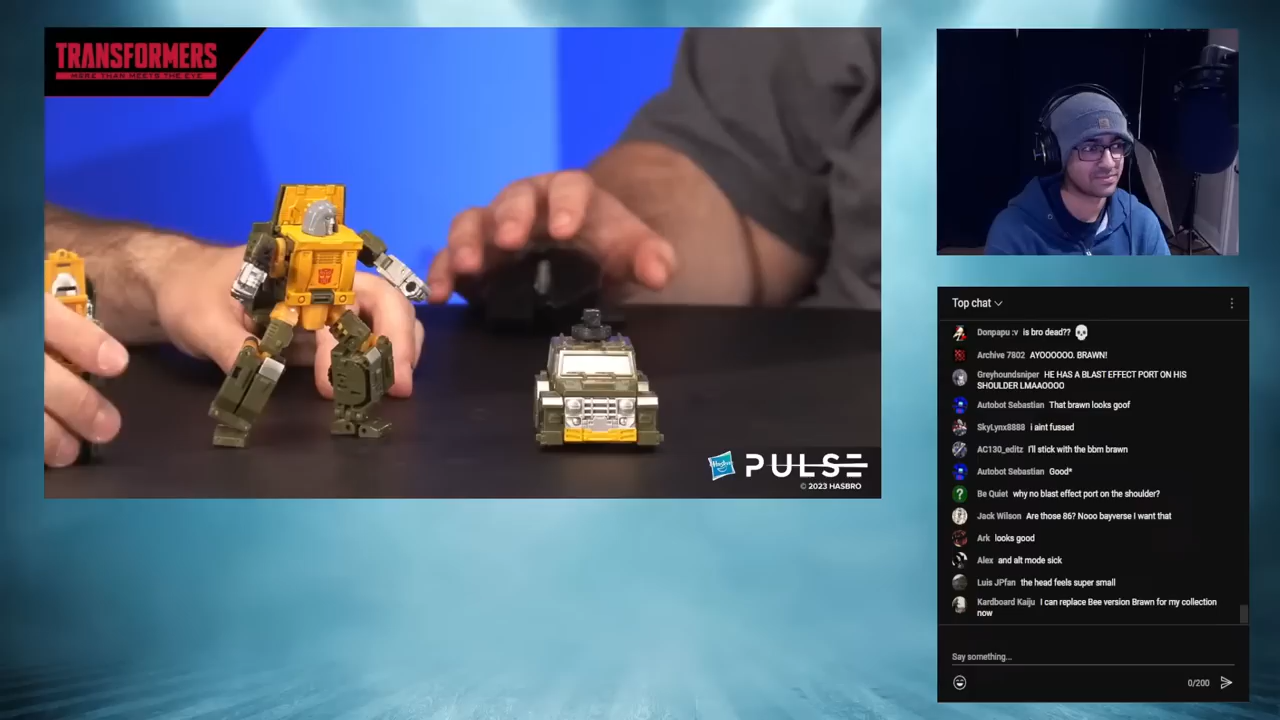 TRANSFORMERS
MORE THAN MEETS THE EYE
Hasbro PULSE
© 2023 HASBRO
Top chat
Donpapu :v is bro dead?? 💀
Archive 7802 AYOOOOOO. BRAWN!
Greyhoundsniper HE HAS A BLAST EFFECT PORT ON HIS
SHOULDER LMAAOOOO
Autobot Sebastian That brawn looks goof
SkyLynx8888 i aint fussed
AC130_editz I'll stick with the bbm brawn
Autobot Sebastian Good*
Be Quiet why no blast effect port on the shoulder?
Jack Wilson Are those 86? Nooo bayverse I want that
Ark looks good
Alex and alt mode sick
Luis JPfan the head feels super small
Kardboard Kaiju I can replace Bee version Brawn for my collection
now
Say something...
0/200